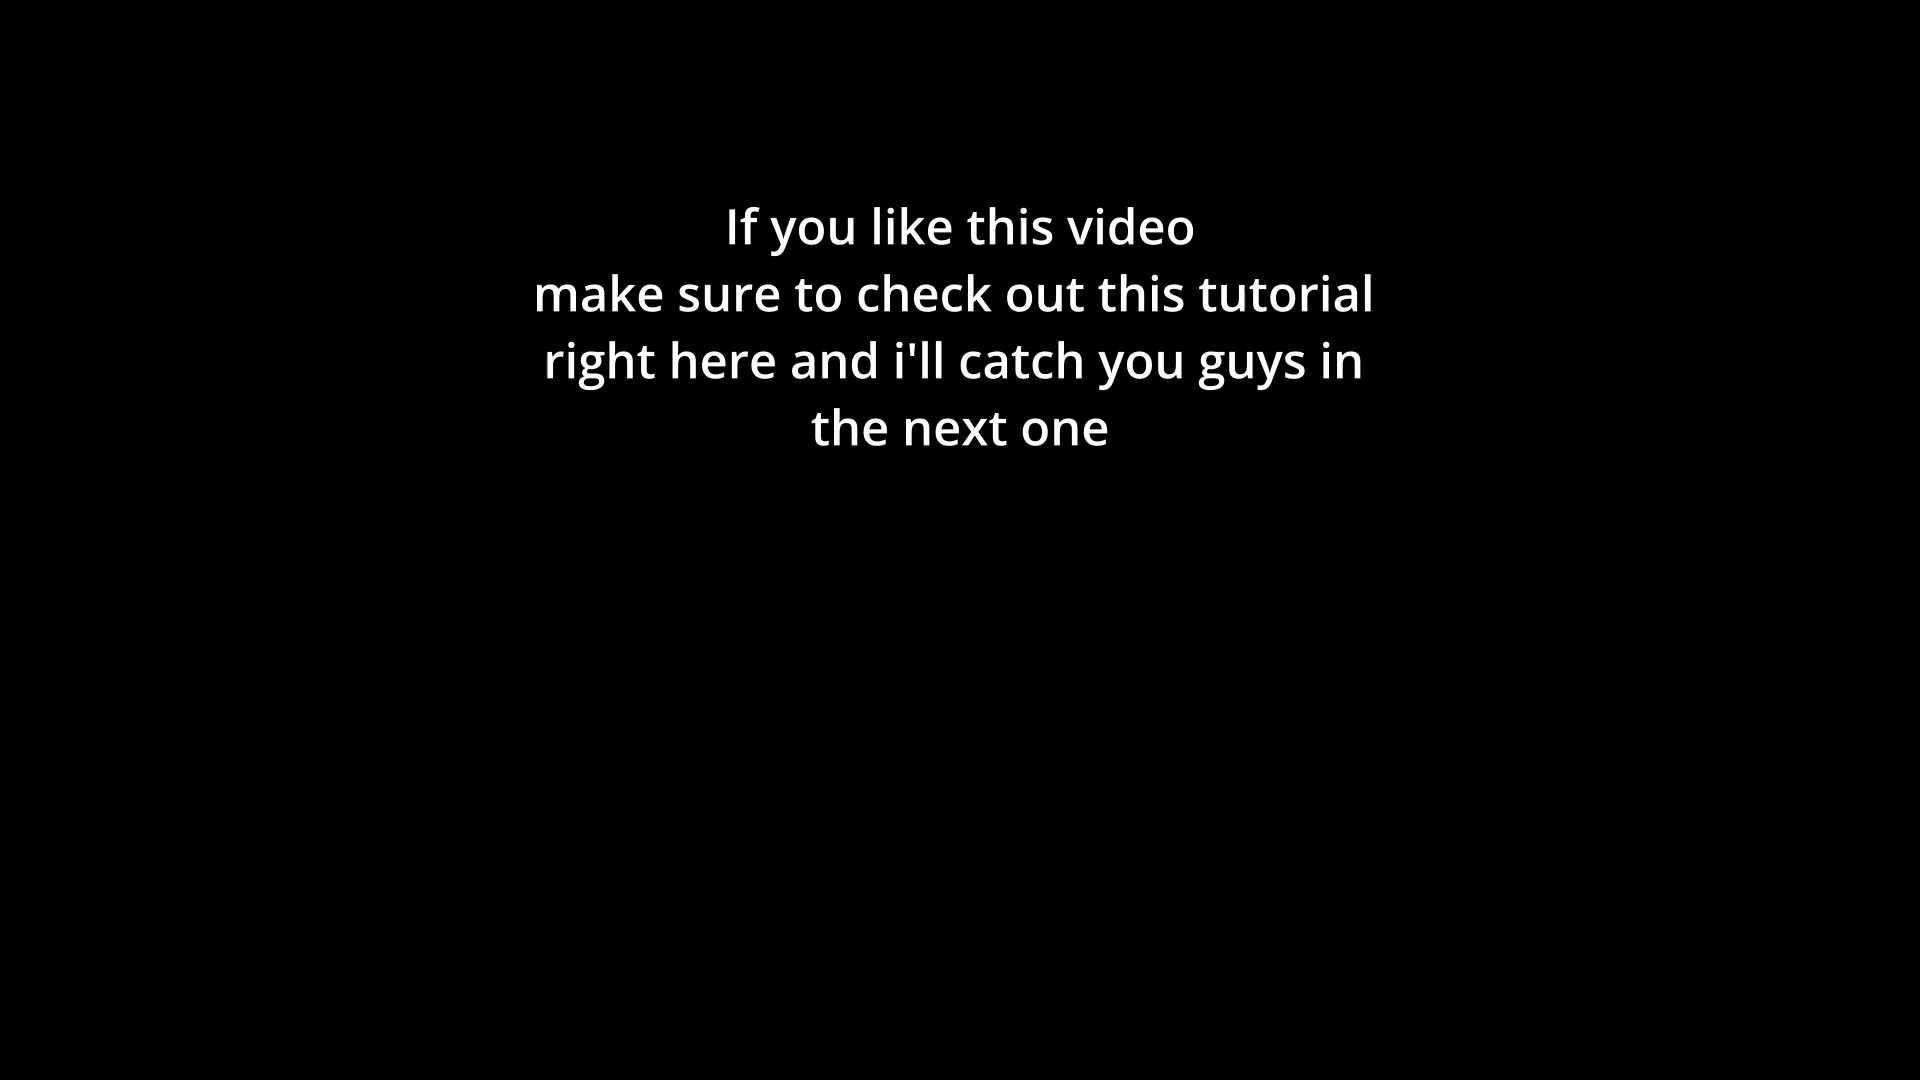 If you like this video
make sure to check out this tutorial
right here and i'll catch you guys in
the next one